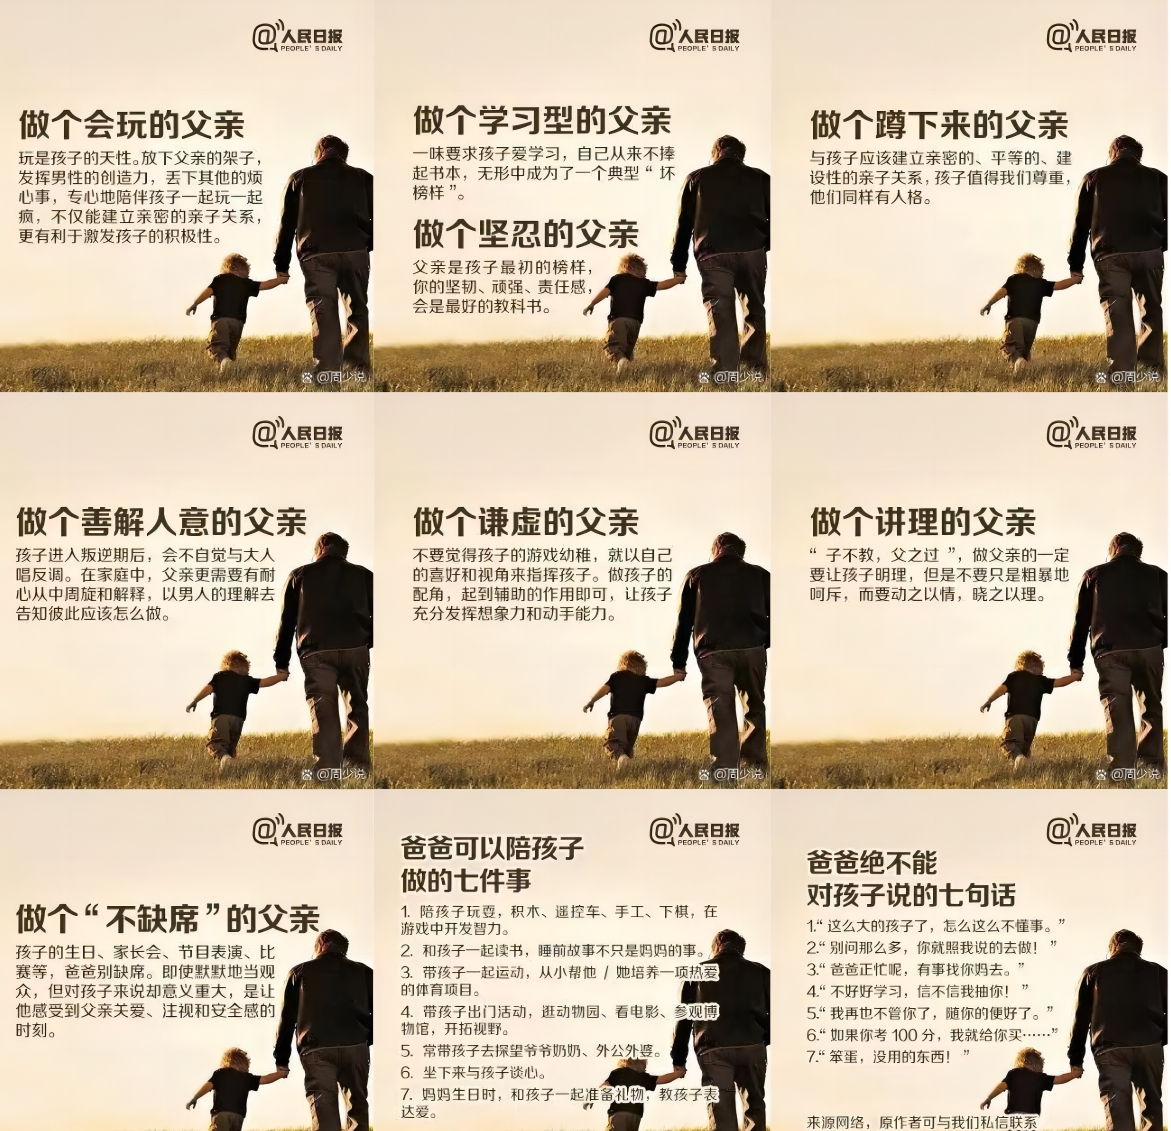 @人民日报
PEOPLE'S DAILY
做个会玩的父亲
玩是孩子的天性。放下父亲的架子，
发挥男性的创造力，丢下其他的烦
心事，专心地陪伴孩子一起玩一起
疯，不仅能建立亲密的亲子关系，
更有利于激发孩子的积极性。
@周少说
@人民日报
PEOPLE'S DAILY
做个学习型的父亲
一味要求孩子爱学习，自己从来不捧
起书本，无形中成为了一个典型“坏
榜样”。
做个坚忍的父亲
父亲是孩子最初的榜样，
你的坚韧、顽强、责任感，
会是最好的教科书。
@周少说
@人民日报
PEOPLE'S DAILY
做个蹲下来的父亲
与孩子应该建立亲密的、平等的、建
设性的亲子关系，孩子值得我们尊重，
他们同样有人格。
@周少说
@人民日报
PEOPLE'S DAILY
做个善解人意的父亲
孩子进入叛逆期后，会不自觉与大人
唱反调。在家庭中，父亲更需要有耐
心从中周旋和解释，以男人的理解去
告知彼此应该怎么做。
@周少说
@人民日报
PEOPLE'S DAILY
做个谦虚的父亲
不要觉得孩子的游戏幼稚，就以自己
的喜好和视角来指挥孩子。做孩子的
配角，起到辅助的作用即可，让孩子
充分发挥想象力和动手能力。
@周少说
@人民日报
PEOPLE'S DAILY
做个讲理的父亲
“子不教，父之过”，做父亲的一定
要让孩子明理，但是不要只是粗暴地
呵斥，而要动之以情，晓之以理。
@周少说
@人民日报
PEOPLE'S DAILY
做个“不缺席”的父亲
孩子的生日、家长会、节目表演、比
赛等，爸爸别缺席。即使默默地当观
众，但对孩子来说却意义重大，是让
他感受到父亲关爱、注视和安全感的
时刻。
@人民日报
PEOPLE'S DAILY
爸爸可以陪孩子
做的七件事
1. 陪孩子玩耍，积木、遥控车、手工、下棋，在
游戏中开发智力。
2. 和孩子一起读书，睡前故事不只是妈妈的事。
3. 带孩子一起运动，从小帮他 / 她培养一项热爱
的体育项目。
4. 带孩子出门活动，逛动物园、看电影、参观博
物馆，开拓视野。
5. 常带孩子去探望爷爷奶奶、外公外婆。
6. 坐下来与孩子谈心。
7. 妈妈生日时，和孩子一起准备礼物，教孩子表
达爱。
@人民日报
PEOPLE'S DAILY
爸爸绝不能
对孩子说的七句话
1.“这么大的孩子了，怎么这么不懂事。”
2.“别问那么多，你就照我说的去做！”
3.“爸爸正忙呢，有事找你妈去。”
4.“不好好学习，信不信我抽你！”
5.“我再也不管你了，随你的便好了。”
6.“如果你考 100 分，我就给你买……”
7.“笨蛋，没用的东西！”
来源网络，原作者可与我们私信联系